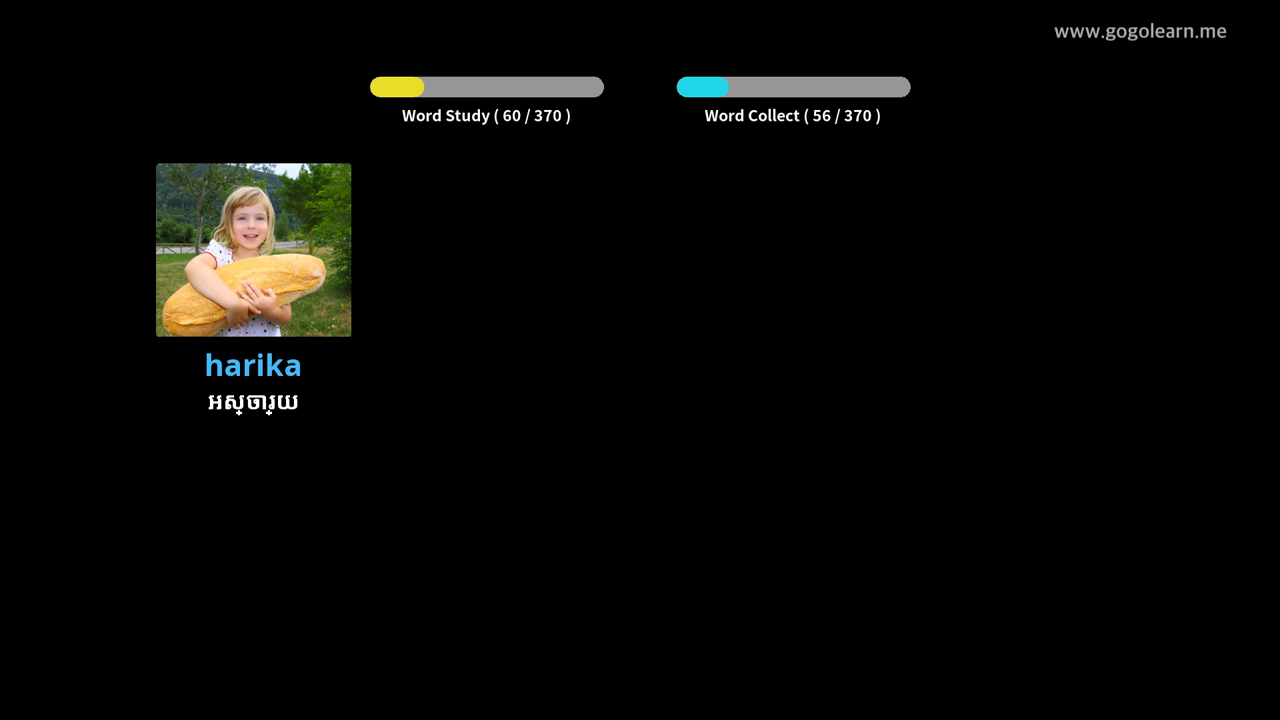 www.gogolearn.me
Word Study ( 60 / 370 )
Word Collect ( 56 / 370 )
harika
អស្ចារ្យ